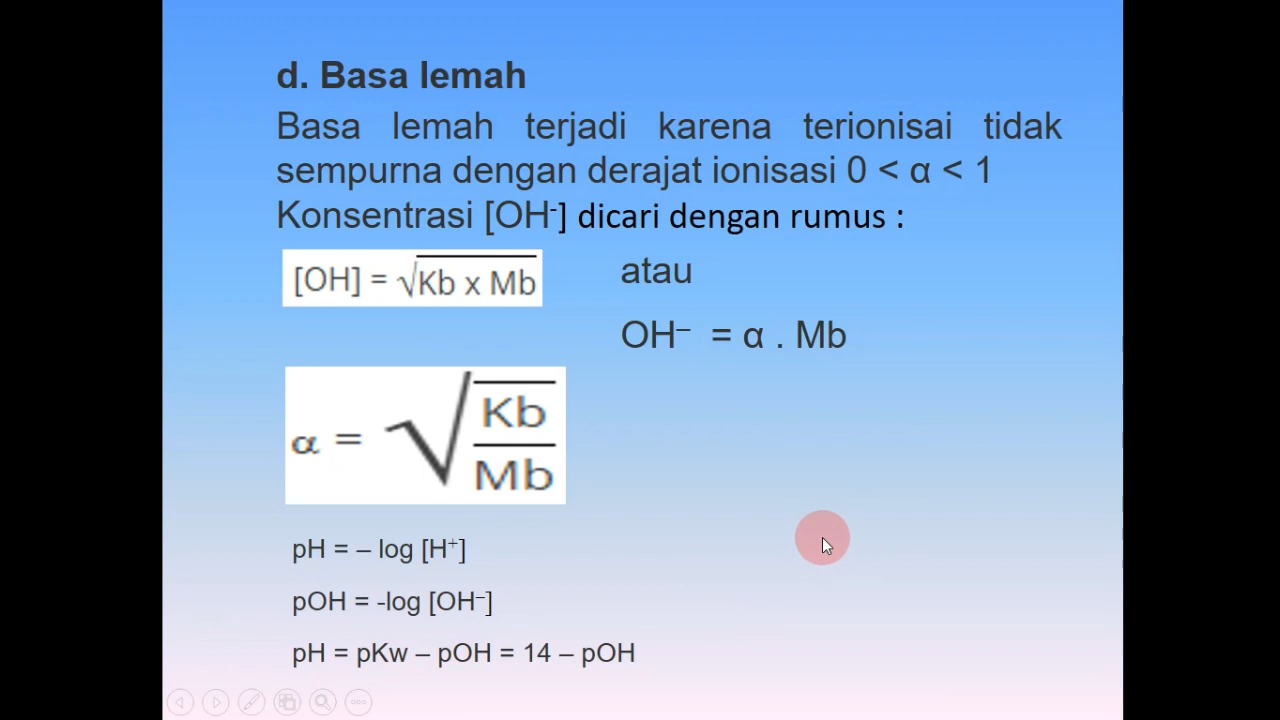 d. Basa lemah
Basa lemah terjadi karena terionisai tidak
sempurna dengan derajat ionisasi 0 < α < 1
Konsentrasi [OH-] dicari dengan rumus :
[OH] = √Kb x Mb
atau
OH⁻ = α . Mb
α = √Kb/Mb
pH = – log [H⁺]
pOH = -log [OH⁻]
pH = pKw – pOH = 14 – pOH